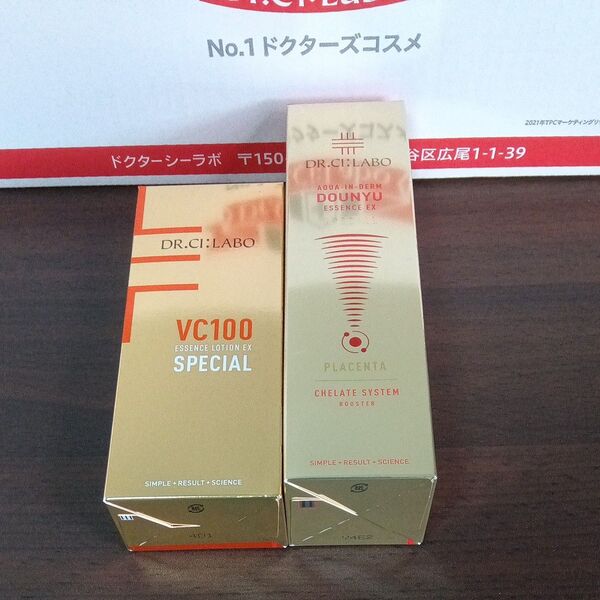 No.1ドクターズコスメ
2021年TPCマーケティングリ
ドクターシーラボ 〒150-
谷区広尾1-1-39
DR.CI:LABO
VC100
ESSENCE LOTION EX
SPECIAL
SIMPLE + RESULT + SCIENCE
401
DR.CI:LABO
AQUA-IN-DERM
DOUNYU
ESSENCE EX
PLACENTA
CHELATE SYSTEM
BOOSTER
SIMPLE + RESULT + SCIENCE